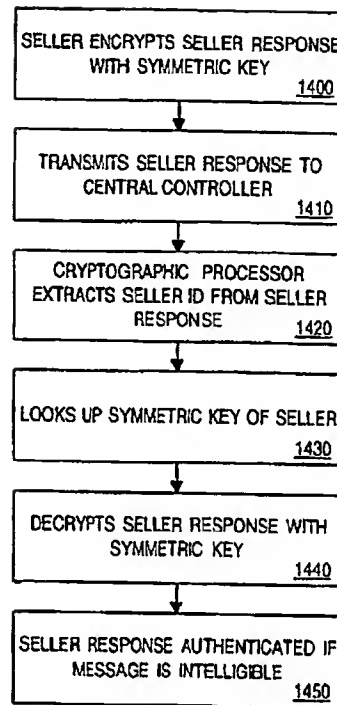 SELLER ENCRYPTS SELLER RESPONSE
WITH SYMMETRIC KEY
1400
TRANSMITS SELLER RESPONSE TO
CENTRAL CONTROLLER
1410
CRYPTOGRAPHIC PROCESSOR
EXTRACTS SELLER ID FROM SELLER
RESPONSE
1420
LOOKS UP SYMMETRIC KEY OF SELLER
1430
DECRYPTS SELLER RESPONSE WITH
SYMMETRIC KEY
1440
SELLER RESPONSE AUTHENTICATED IF
MESSAGE IS INTELLIGIBLE
1450